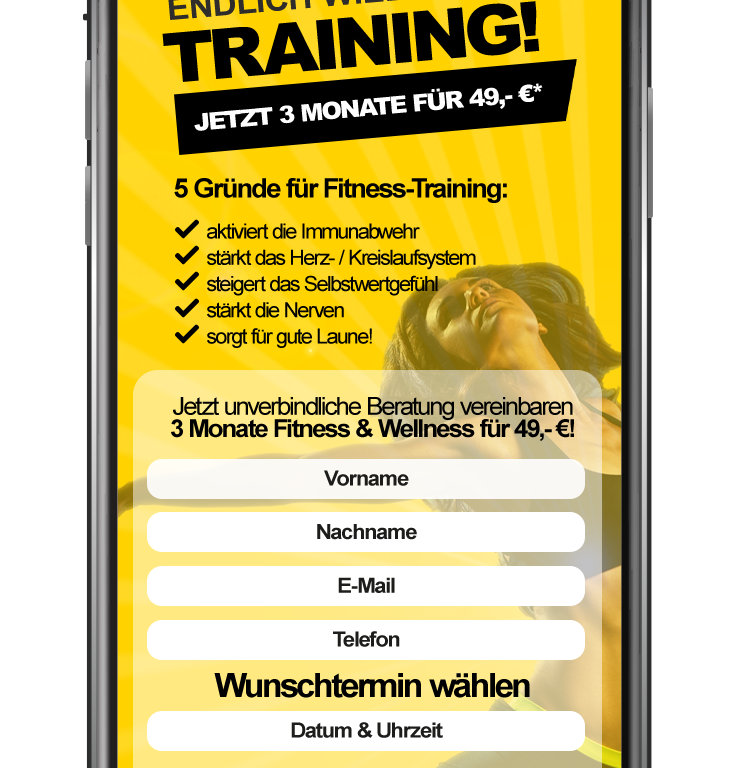 ENDLICH
TRAINING!
JETZT 3 MONATE FÜR 49,- €*
5 Gründe für Fitness-Training:
aktiviert die Immunabwehr
stärkt das Herz- / Kreislaufsystem
steigert das Selbstwertgefühl
stärkt die Nerven
sorgt für gute Laune!
Jetzt unverbindliche Beratung vereinbaren
3 Monate Fitness & Wellness für 49,- €!
Vorname
Nachname
E-Mail
Telefon
Wunschtermin wählen
Datum & Uhrzeit